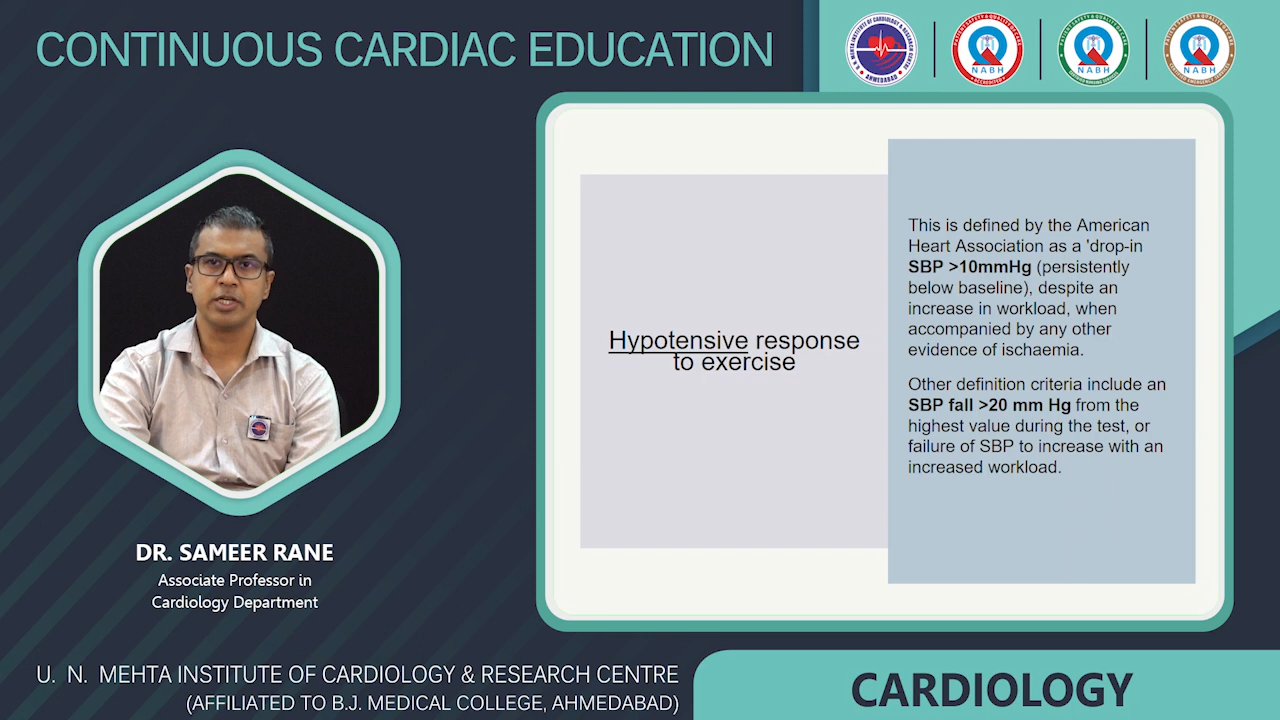 CONTINUOUS CARDIAC EDUCATION
NABH
NABH
NABH
Hypotensive response
to exercise
This is defined by the American
Heart Association as a 'drop-in
SBP >10mmHg (persistently
below baseline), despite an
increase in workload, when
accompanied by any other
evidence of ischaemia.
Other definition criteria include an
SBP fall >20 mm Hg from the
highest value during the test, or
failure of SBP to increase with an
increased workload.
DR. SAMEER RANE
Associate Professor in
Cardiology Department
U. N. MEHTA INSTITUTE OF CARDIOLOGY & RESEARCH CENTRE
(AFFILIATED TO B.J. MEDICAL COLLEGE, AHMEDABAD)
CARDIOLOGY